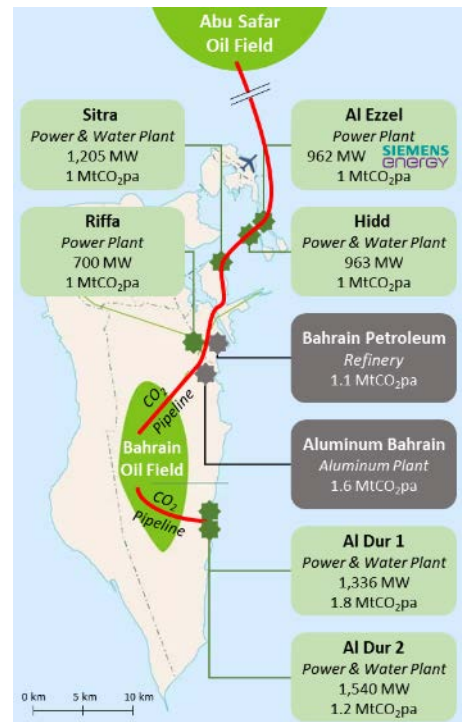 Abu Safar
Oil Field
Sitra
Power & Water Plant
1,205 MW
1 MtCO₂pa
Al Ezzel
Power Plant
962 MW
SIEMENS
energy
1 MtCO₂pa
Riffa
Power Plant
700 MW
1 MtCO₂pa
Hidd
Power & Water Plant
963 MW
1 MtCO₂pa
Bahrain Petroleum
Refinery
1.1 MtCO₂pa
CO₂
Pipeline
Bahrain
Oil Field
Aluminum Bahrain
Aluminum Plant
1.6 MtCO₂pa
CO₂
Pipeline
Al Dur 1
Power & Water Plant
1,336 MW
1.8 MtCO₂pa
Al Dur 2
Power & Water Plant
1,540 MW
1.2 MtCO₂pa
0 km 5 km 10 km